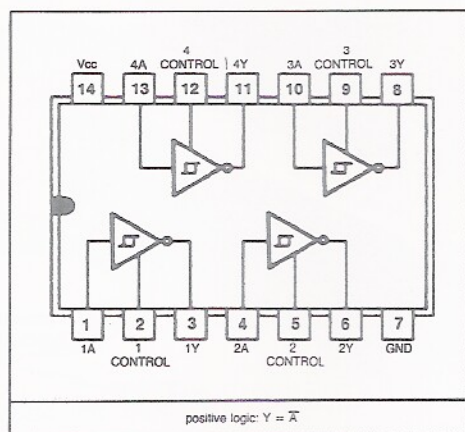 4 3
Vcc 4A CONTROL 4Y 3A CONTROL 3Y
14 13 12 11 10 9 8
1 2 3 4 5 6 7
1A 1 1Y 2A 2 2Y GND
CONTROL CONTROL
positive logic: Y = A̅